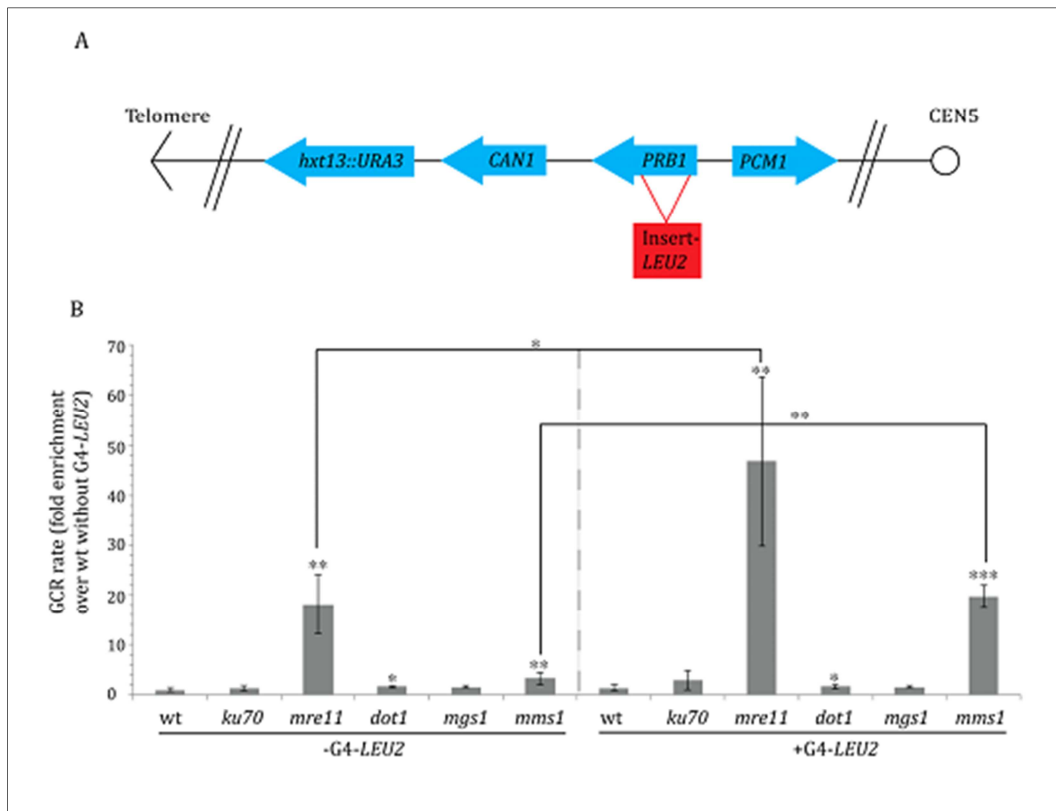 A
Telomere
CEN5
hxt13::URA3
CAN1
PRB1
PCM1
Insert-
LEU2
B
GCR rate (fold enrichment
over wt without G4-LEU2)
70
60
50
40
30
20
10
0
*
**
**
**
*
**
*
***
wt
ku70
mre11
dot1
mgs1
mms1
wt
ku70
mre11
dot1
mgs1
mms1
-G4-LEU2
+G4-LEU2